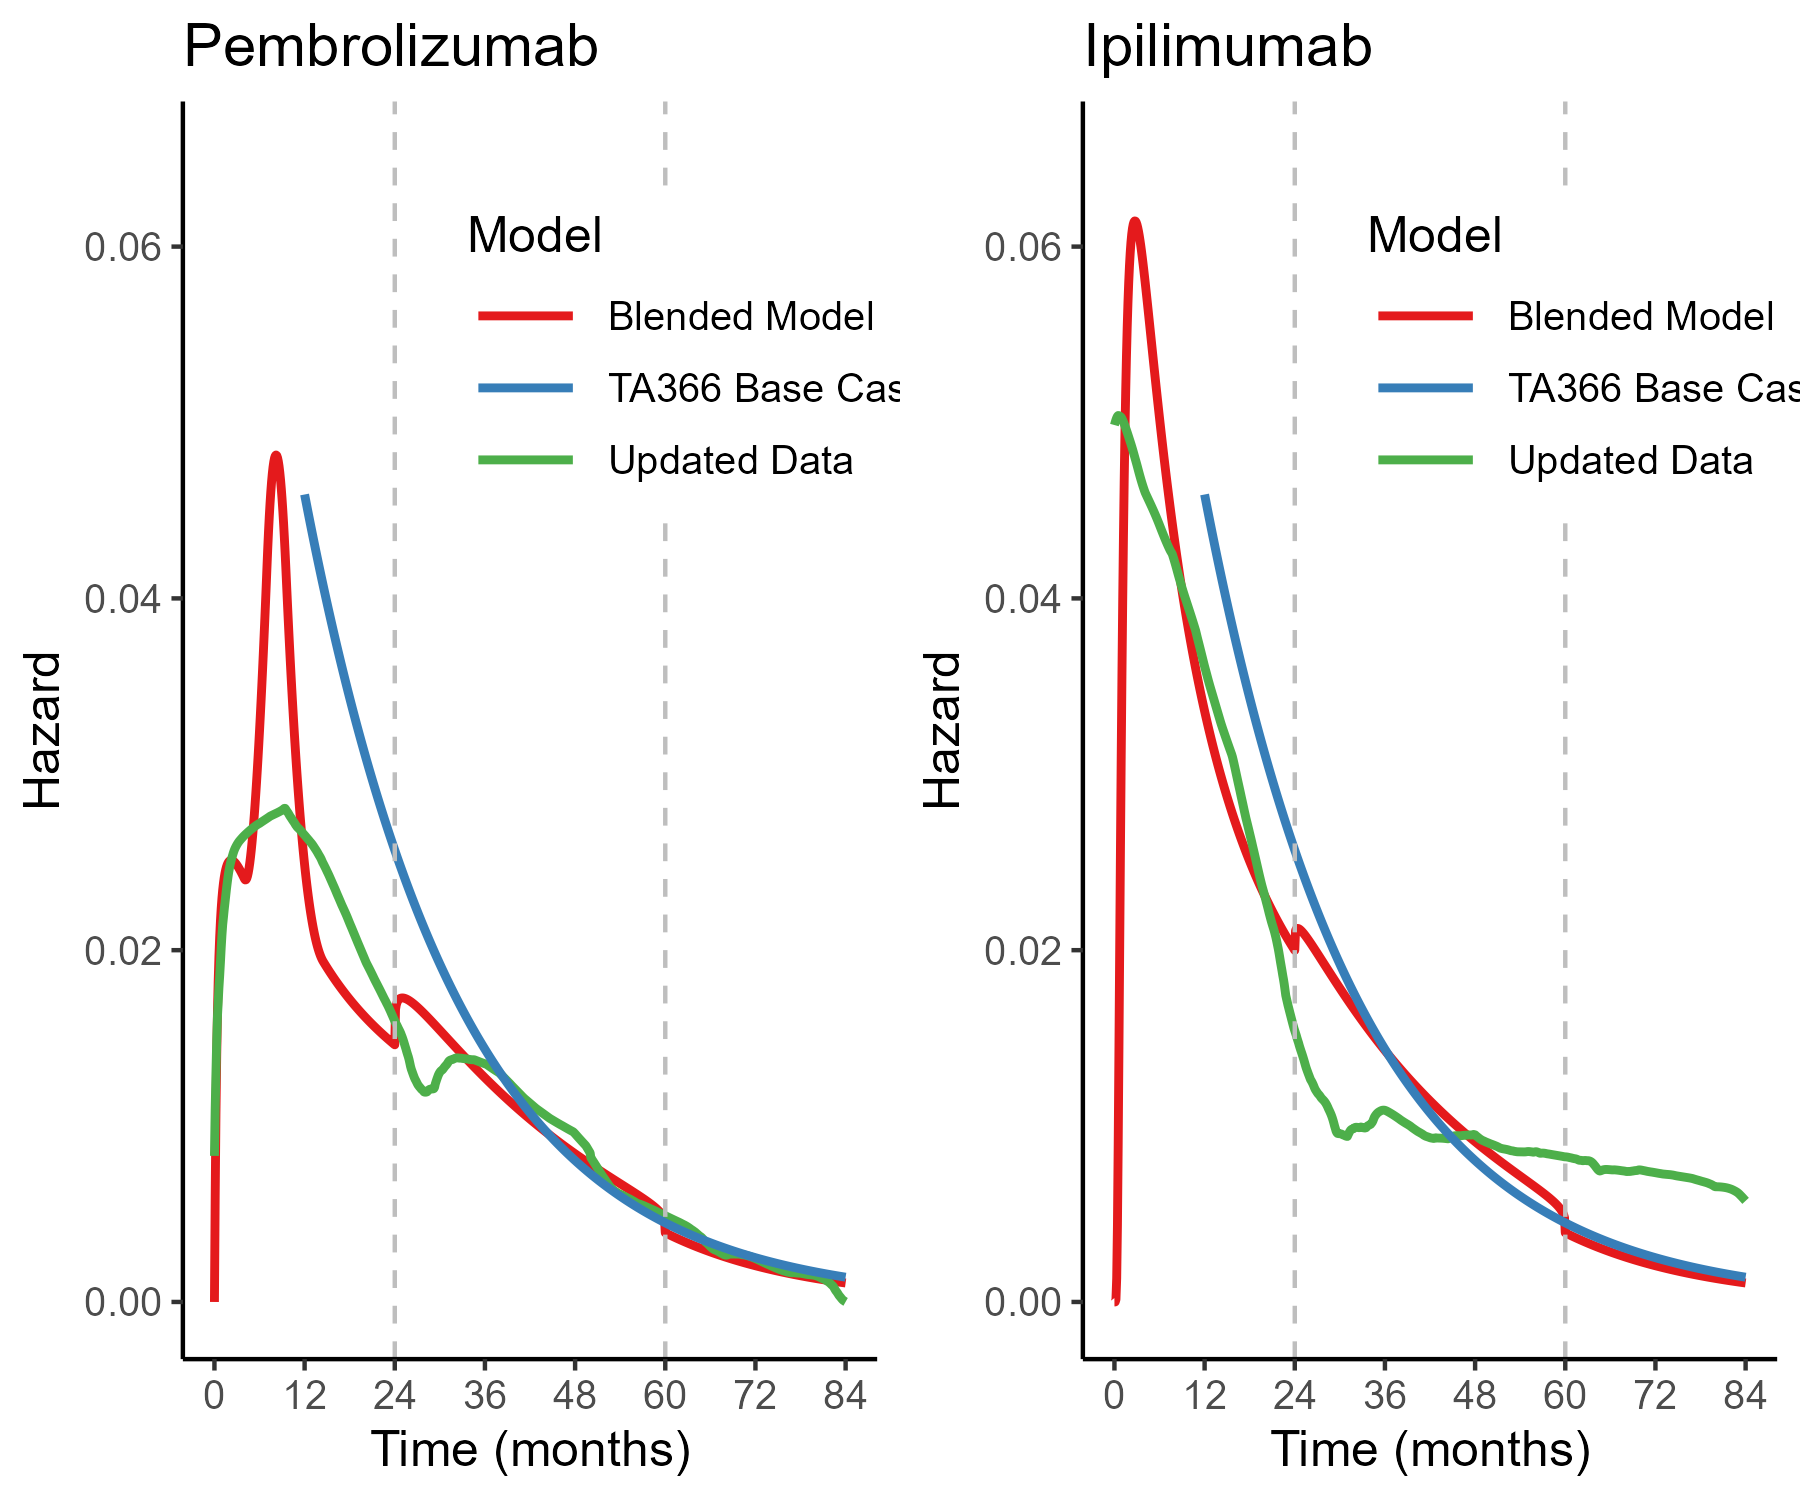 Pembrolizumab
Hazard
0.06
0.04
0.02
0.00
Model
Blended Model
TA366 Base Cas
Updated Data
0 12 24 36 48 60 72 84
Time (months)
Ipilimumab
Hazard
0.06
0.04
0.02
0.00
Model
Blended Model
TA366 Base Cas
Updated Data
0 12 24 36 48 60 72 84
Time (months)